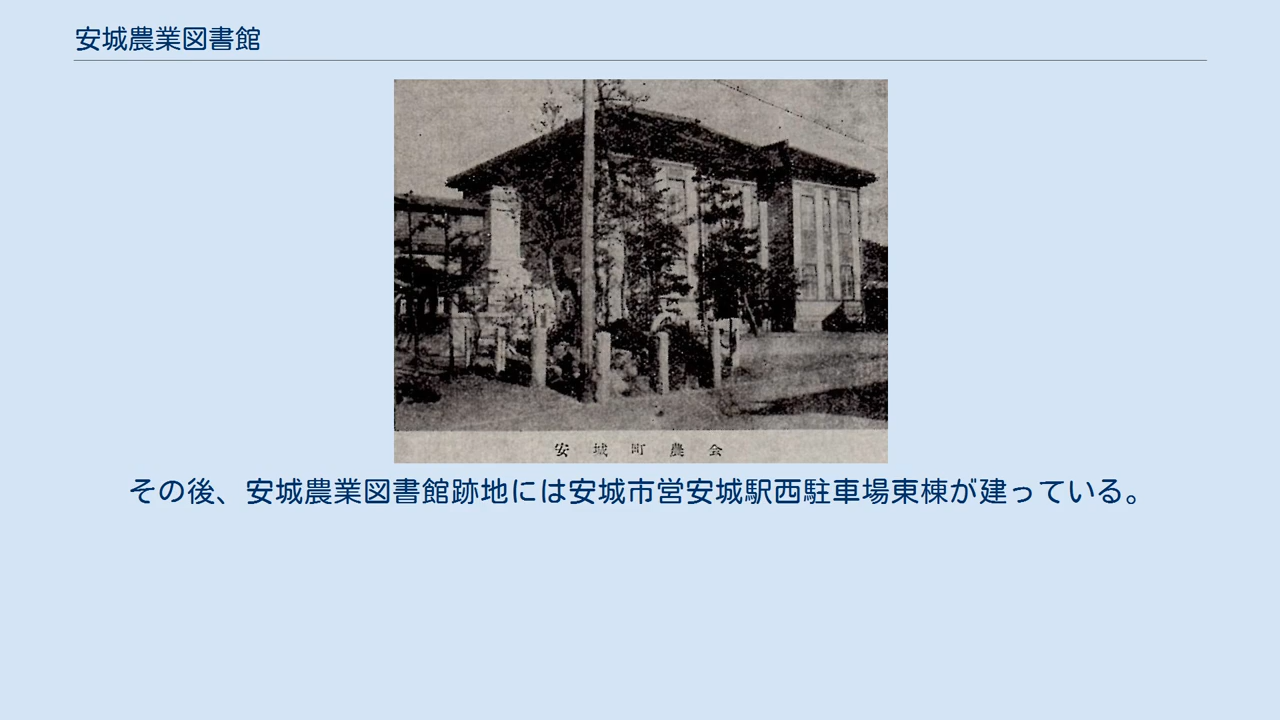 安城農業図書館
安城町農会
その後、安城農業図書館跡地には安城市営安城駅西駐車場東棟が建っている。